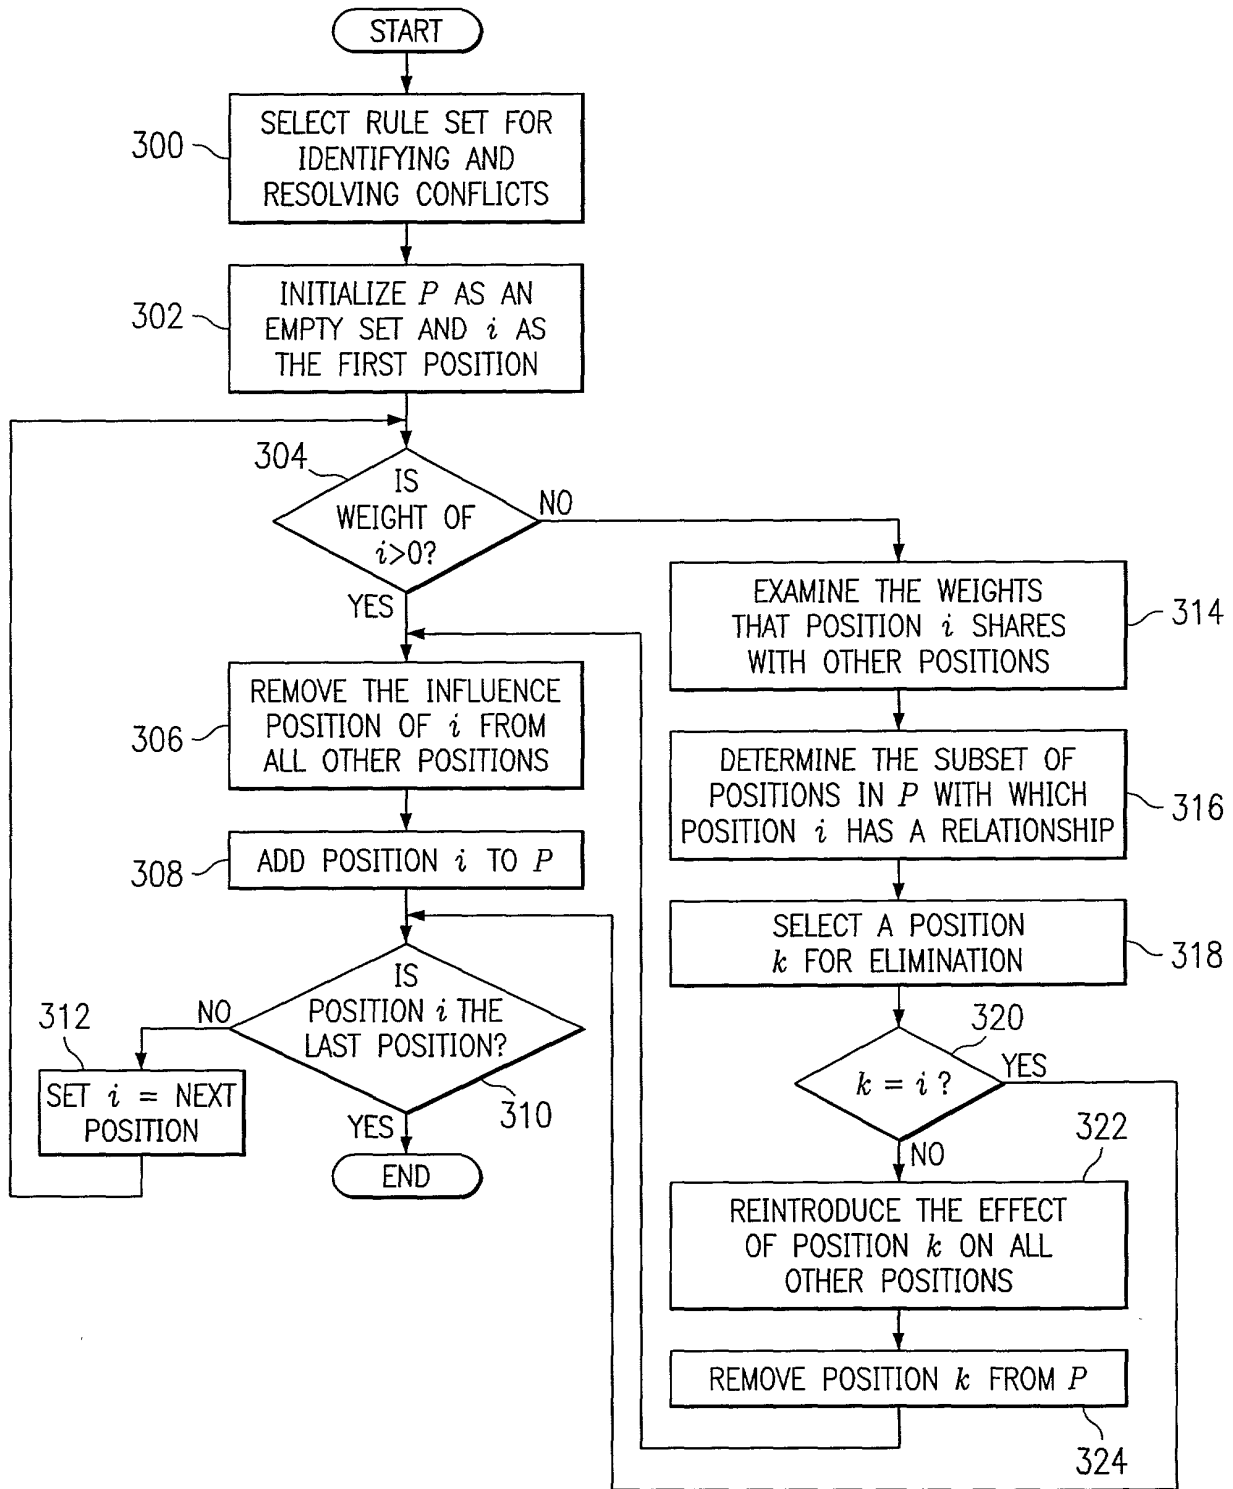 START
SELECT RULE SET FOR
IDENTIFYING AND
RESOLVING CONFLICTS
300
INITIALIZE P AS AN
EMPTY SET AND i AS
THE FIRST POSITION
302
304
IS
WEIGHT OF
i>0?
NO
YES
REMOVE THE INFLUENCE
POSITION OF i FROM
ALL OTHER POSITIONS
306
ADD POSITION i TO P
308
IS
POSITION i THE
LAST POSITION?
310
NO
312
SET i = NEXT
POSITION
YES
END
EXAMINE THE WEIGHTS
THAT POSITION i SHARES
WITH OTHER POSITIONS
314
DETERMINE THE SUBSET OF
POSITIONS IN P WITH WHICH
POSITION i HAS A RELATIONSHIP
316
SELECT A POSITION
k FOR ELIMINATION
318
320
k = i ?
YES
NO
322
REINTRODUCE THE EFFECT
OF POSITION k ON ALL
OTHER POSITIONS
REMOVE POSITION k FROM P
324